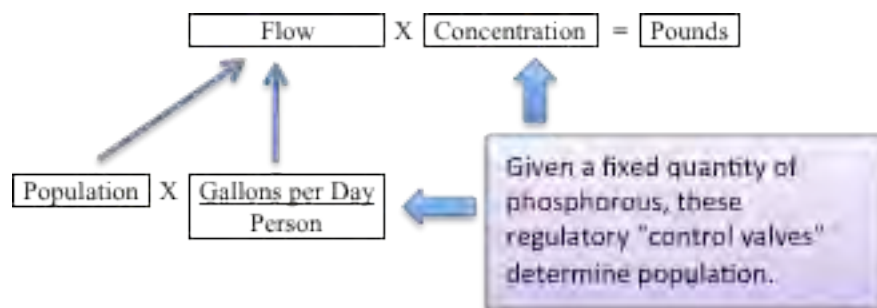 Flow X Concentration = Pounds
Population X Gallons per Day
Person
Given a fixed quantity of
phosphorous, these
regulatory "control valves"
determine population.